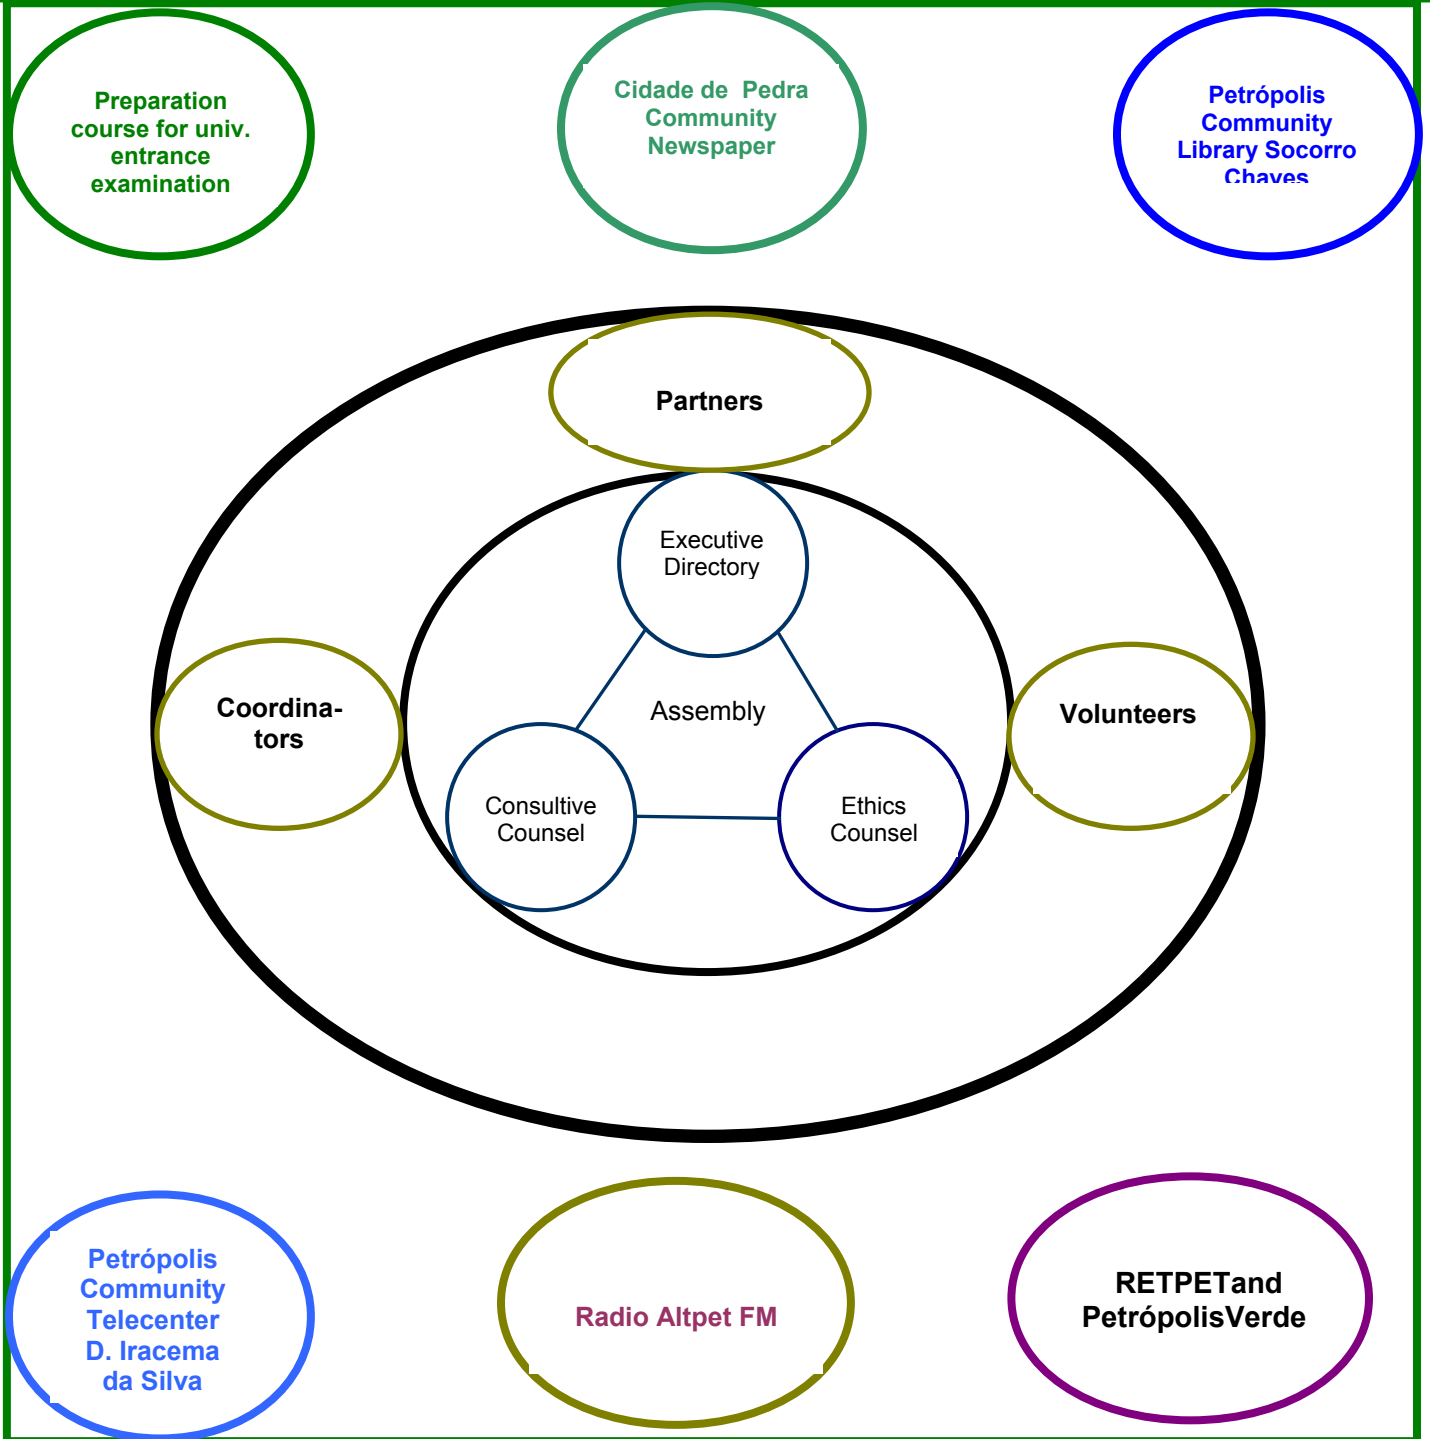 Preparation
course for univ.
entrance
examination
Cidade de Pedra
Community
Newspaper
Petrópolis
Community
Library Socorro
Chaves
Partners
Executive
Directory
Coordina-
tors
Assembly
Volunteers
Consultive
Counsel
Ethics
Counsel
Petrópolis
Community
Telecenter
D. Iracema
da Silva
Radio Altpet FM
RETPETand
PetrópolisVerde